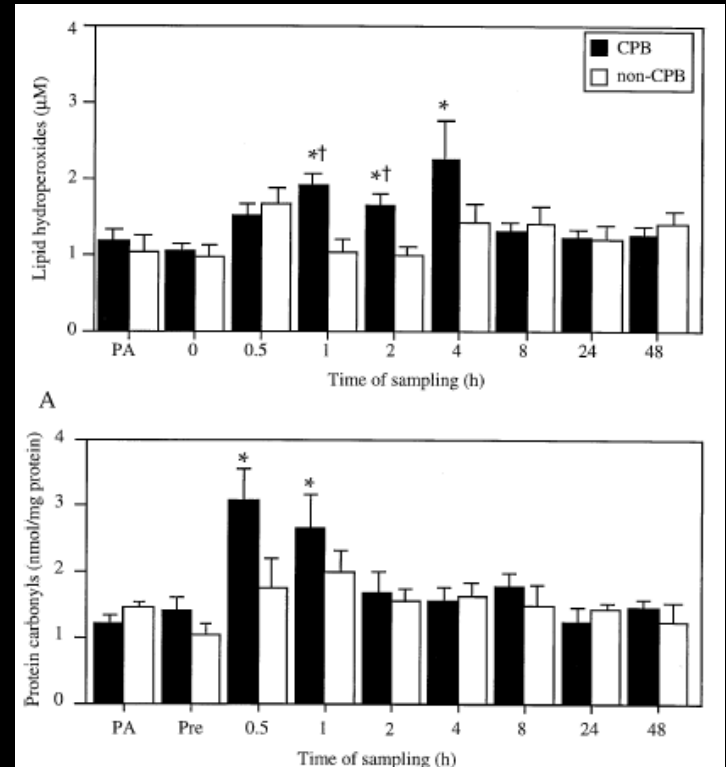 4
CPB
non-CPB
3
*
*†
*†
2
1
0
Lipid hydroperoxides (μM)
PA 0 0.5 1 2 4 8 24 48
Time of sampling (h)
A
4
*
*
3
2
1
0
Protein carbonyls (nmol/mg protein)
PA Pre 0.5 1 2 4 8 24 48
Time of sampling (h)